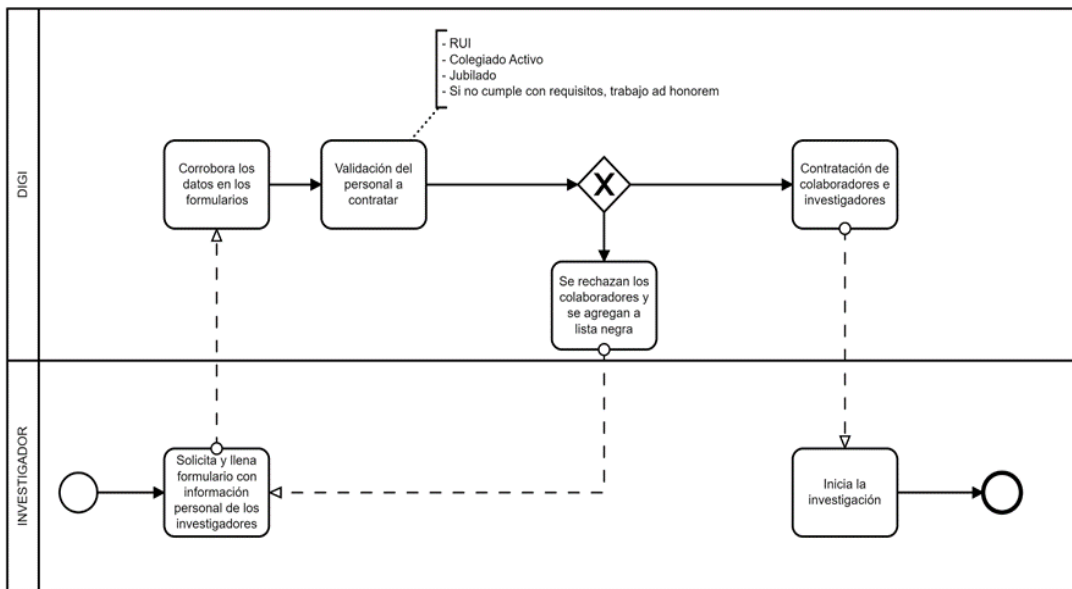 - RUI
- Colegiado Activo
- Jubilado
- Si no cumple con requisitos, trabajo ad honorem
DIGI
Corrobora los
datos en los
formularios
Validación del
personal a
contratar
X
Contratación de
colaboradores e
investigadores
Se rechazan los
colaboradores y
se agregan a
lista negra
INVESTIGADOR
Solicita y llena
formulario con
información
personal de los
investigadores
Inicia la
investigación